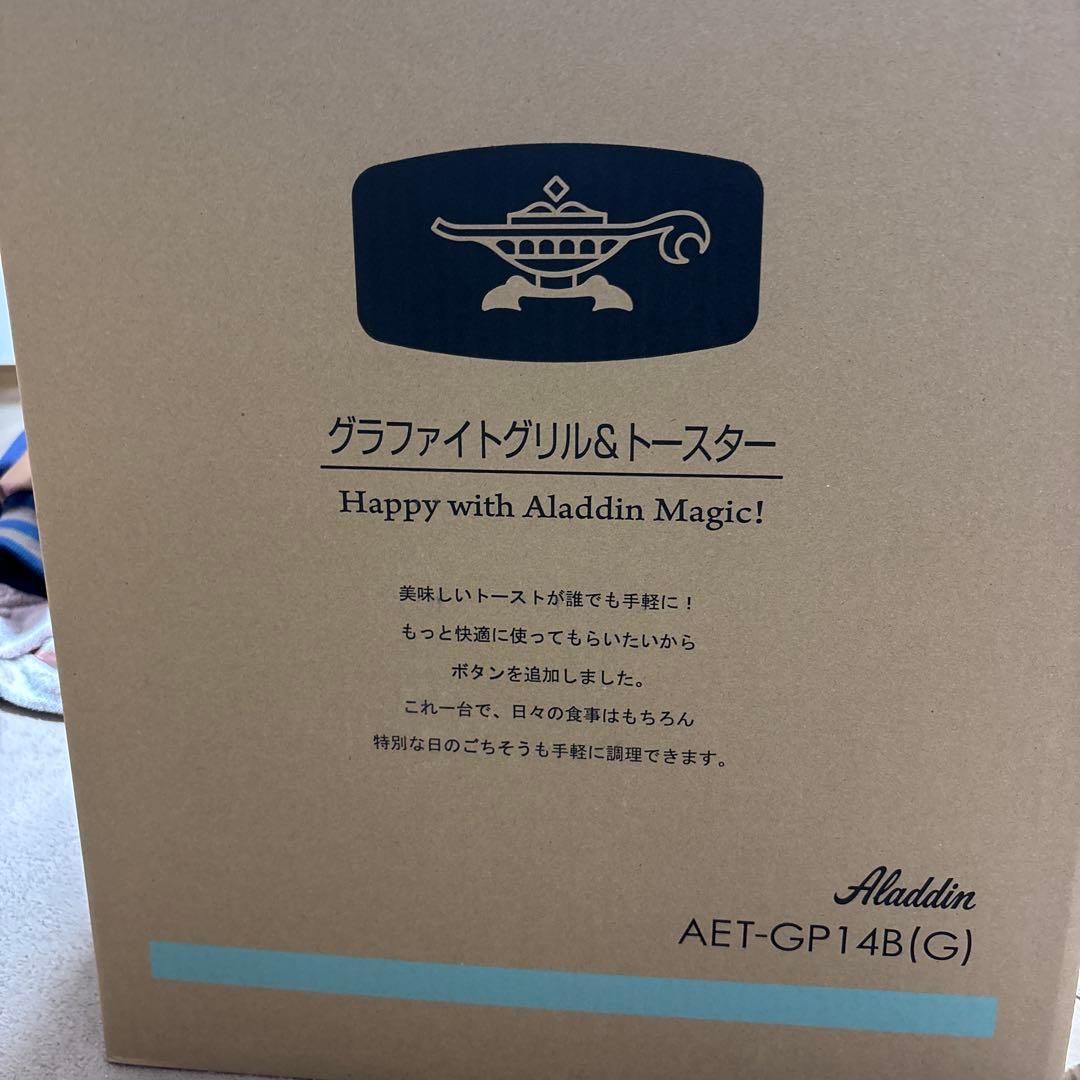 グラファイトグリル&トースター
Happy with Aladdin Magic!
美味しいトーストが誰でも手軽に！
もっと快適に使ってもらいたいから
ボタンを追加しました。
これ一台で、日々の食事はもちろん
特別な日のごちそうも手軽に調理できます。
Aladdin
AET-GP14B(G)